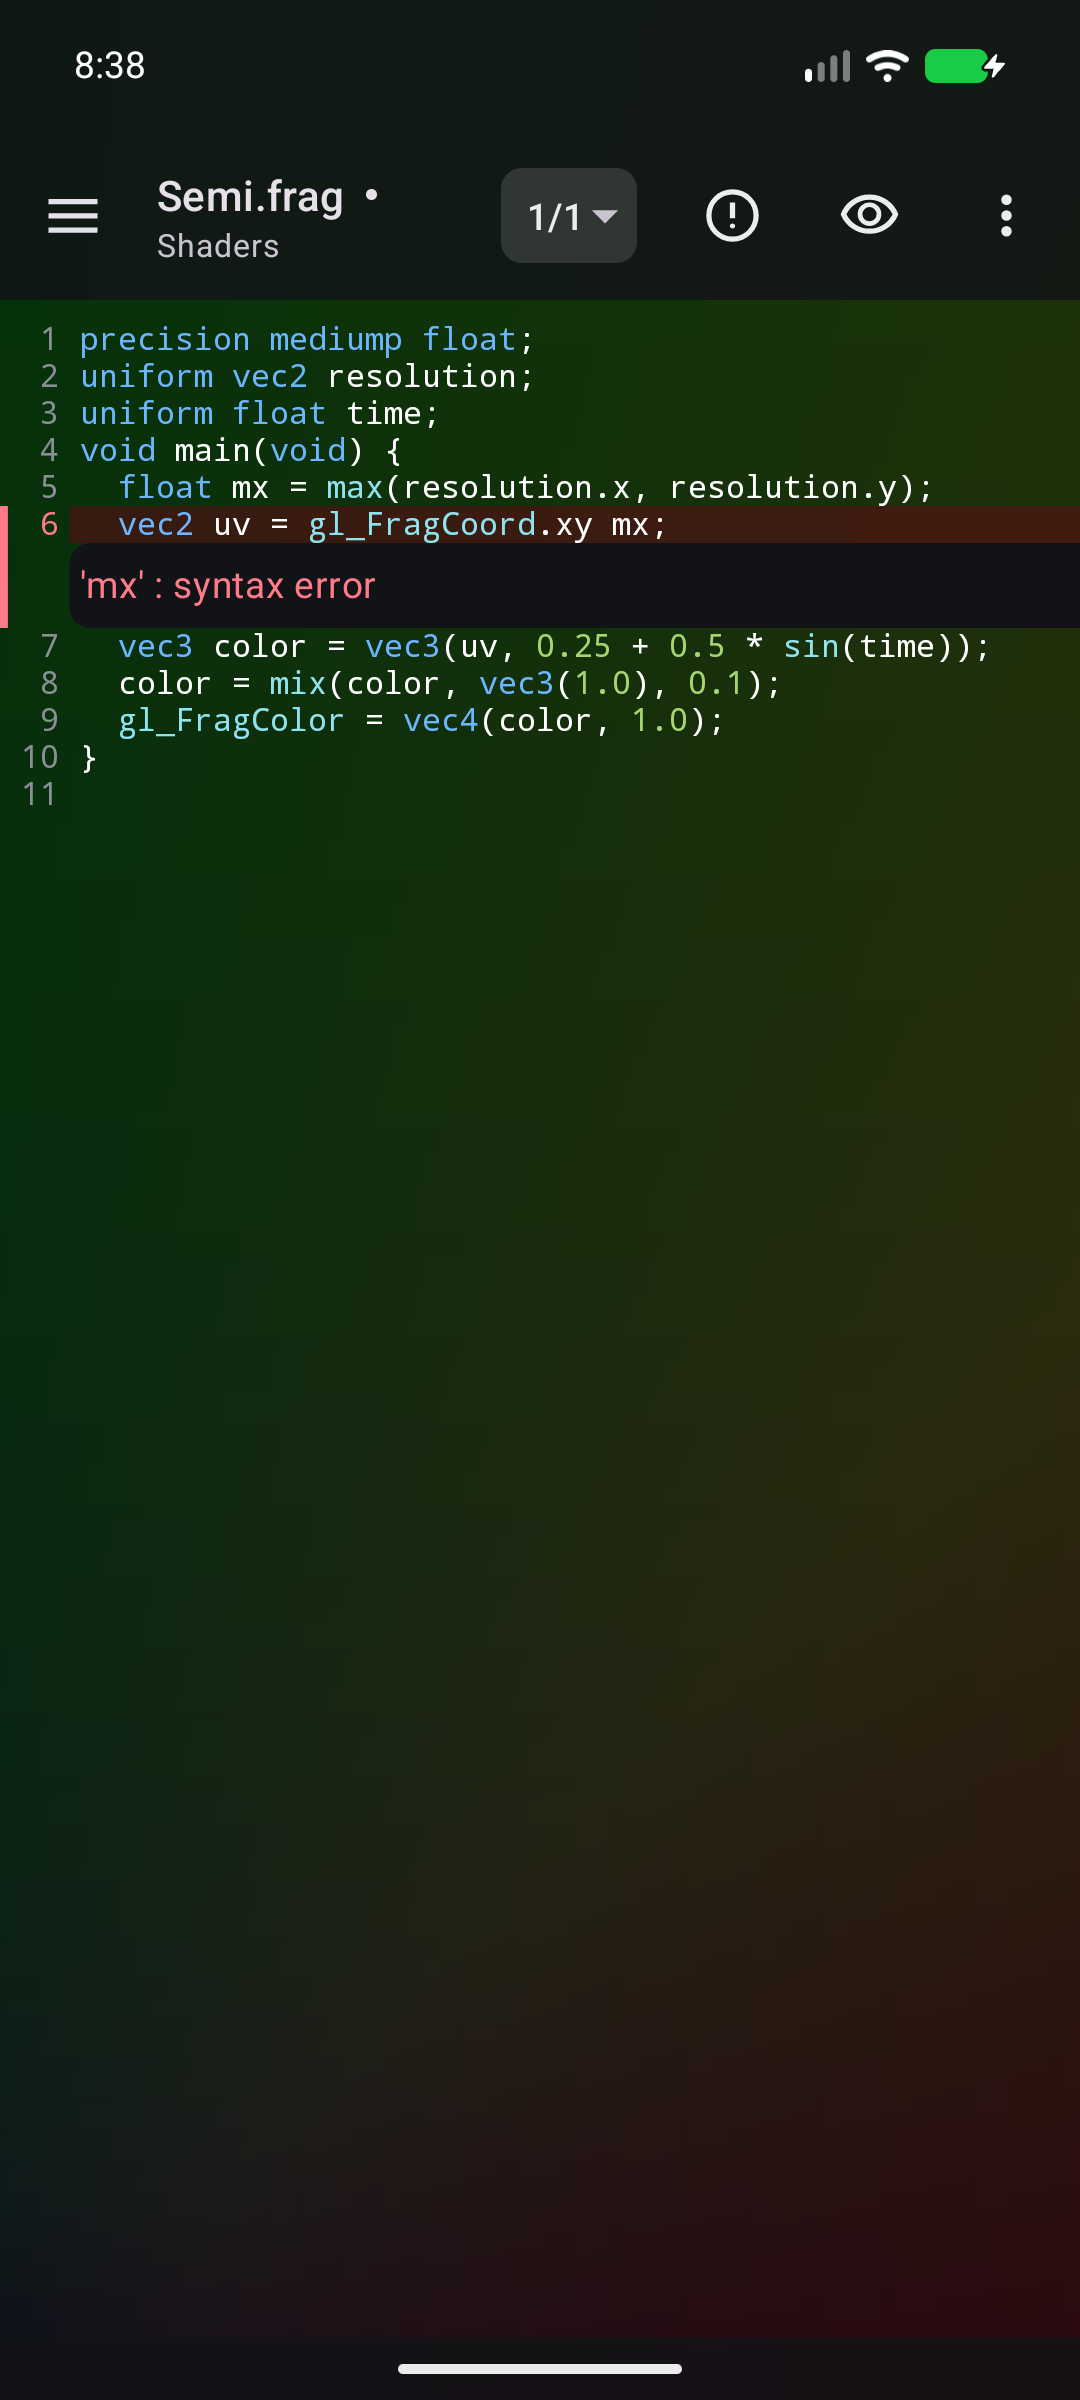 8:38
Semi.frag •
Shaders
1/1
1 precision mediump float;
2 uniform vec2 resolution;
3 uniform float time;
4 void main(void) {
5   float mx = max(resolution.x, resolution.y);
6   vec2 uv = gl_FragCoord.xy mx;
'mx' : syntax error
7   vec3 color = vec3(uv, 0.25 + 0.5 * sin(time));
8   color = mix(color, vec3(1.0), 0.1);
9   gl_FragColor = vec4(color, 1.0);
10 }
11